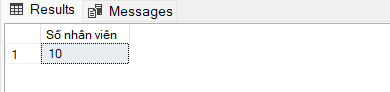 Results Messages
Số nhân viên
1 10